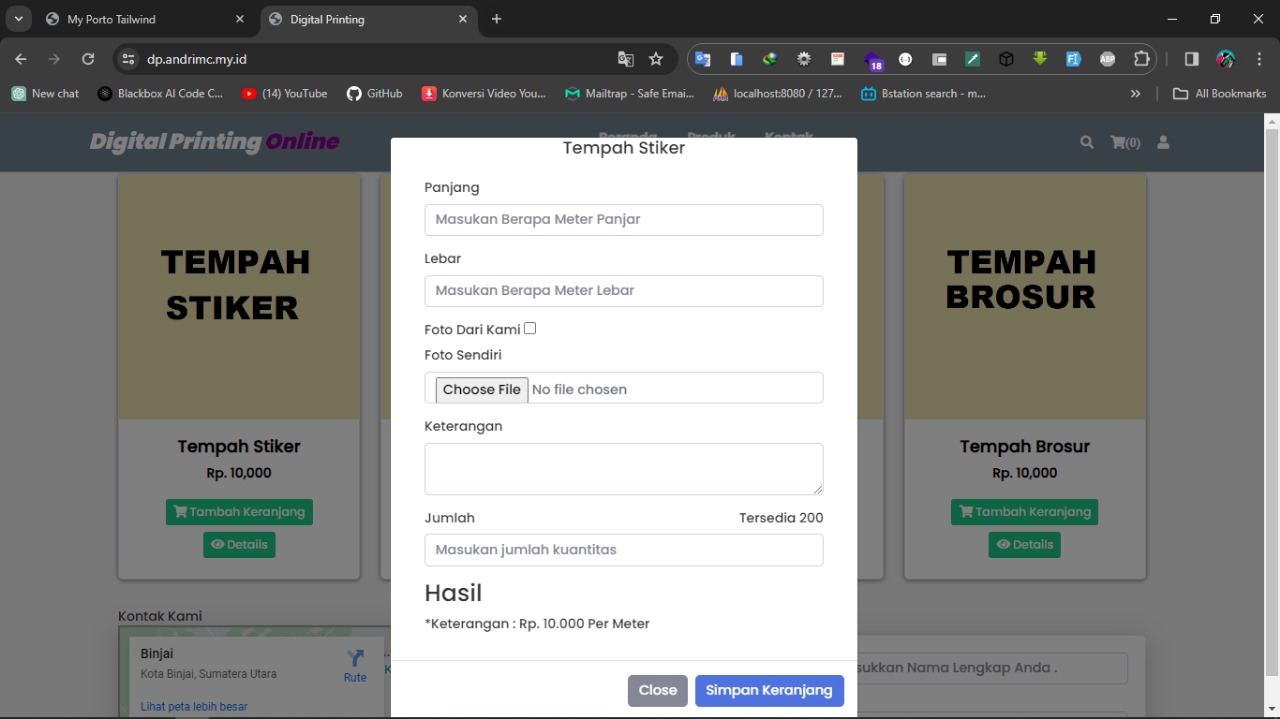 My Porto Tailwind
Digital Printing
dp.andrimc.my.id
18
New chat
Blackbox AI Code C...
(14) YouTube
GitHub
Konversi Video You...
Mailtrap - Safe Emai...
localhost:8080 / 127...
Bstation search - m...
All Bookmarks
Digital Printing Online
Beranda Produk Kontak
(0)
Tempah Stiker
Panjang
Masukan Berapa Meter Panjar
Lebar
Masukan Berapa Meter Lebar
Foto Dari Kami
Foto Sendiri
Choose File No file chosen
Keterangan
Jumlah Tersedia 200
Masukan jumlah kuantitas
Hasil
*Keterangan : Rp. 10.000 Per Meter
Close Simpan Keranjang
TEMPAH
STIKER
Tempah Stiker
Rp. 10,000
Tambah Keranjang
Details
TEMPAH
BROSUR
Tempah Brosur
Rp. 10,000
Tambah Keranjang
Details
Kontak Kami
Binjai
Kota Binjai, Sumatera Utara
Rute
Lihat peta lebih besar
Nama Lengkap Anda .